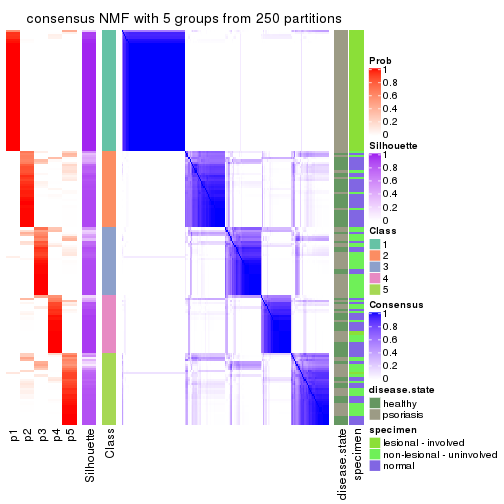 consensus NMF with 5 groups from 250 partitions
Prob
1
0.8
0.6
0.4
0.2
0
Silhouette
1
0.8
0.6
0.4
0.2
0
Class
1
2
3
4
5
Consensus
1
0.8
0.6
0.4
0.2
0
disease.state
healthy
psoriasis
specimen
lesional - involved
non-lesional - uninvolved
normal
p1
p2
p3
p4
p5
Silhouette
Class
disease.state
specimen